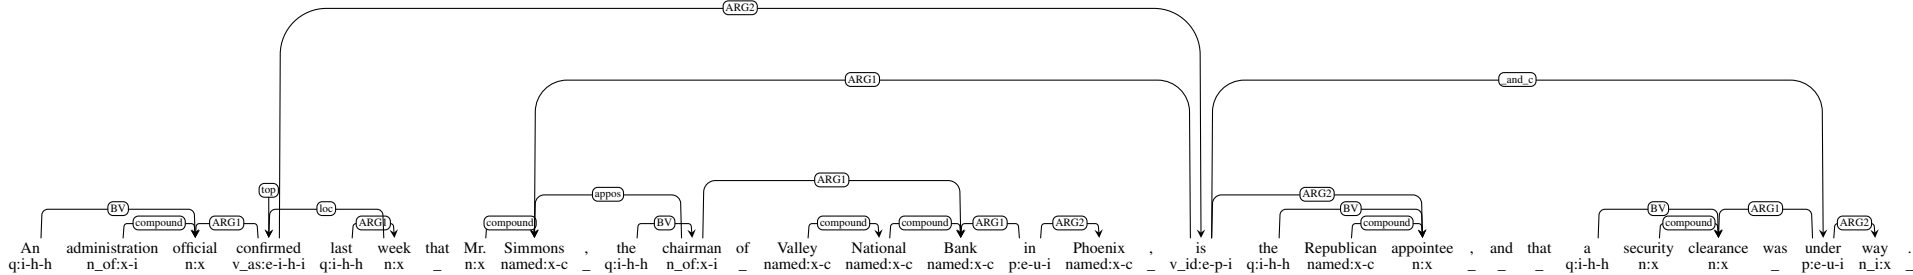 ARG2
ARG1 _and_c
top appos ARG1 ARG2
BV loc BV BV ARG1
compound ARG1 ARG1 compound BV compound compound ARG1 ARG2 compound compound ARG2
An administration official confirmed last week that Mr. Simmons , the chairman of Valley National Bank in Phoenix , is the Republican appointee , and that a security clearance was under way .
q:i-h-h n_of:x-i n:x v_as:e-i-h-i q:i-h-h n:x _ n:x named:x-c _ q:i-h-h n_of:x-i _ named:x-c named:x-c named:x-c p:e-u-i named:x-c _ v_id:e-p-i q:i-h-h named:x-c n:x _ _ _ q:i-h-h n:x n:x _ p:e-u-i n_i:x _